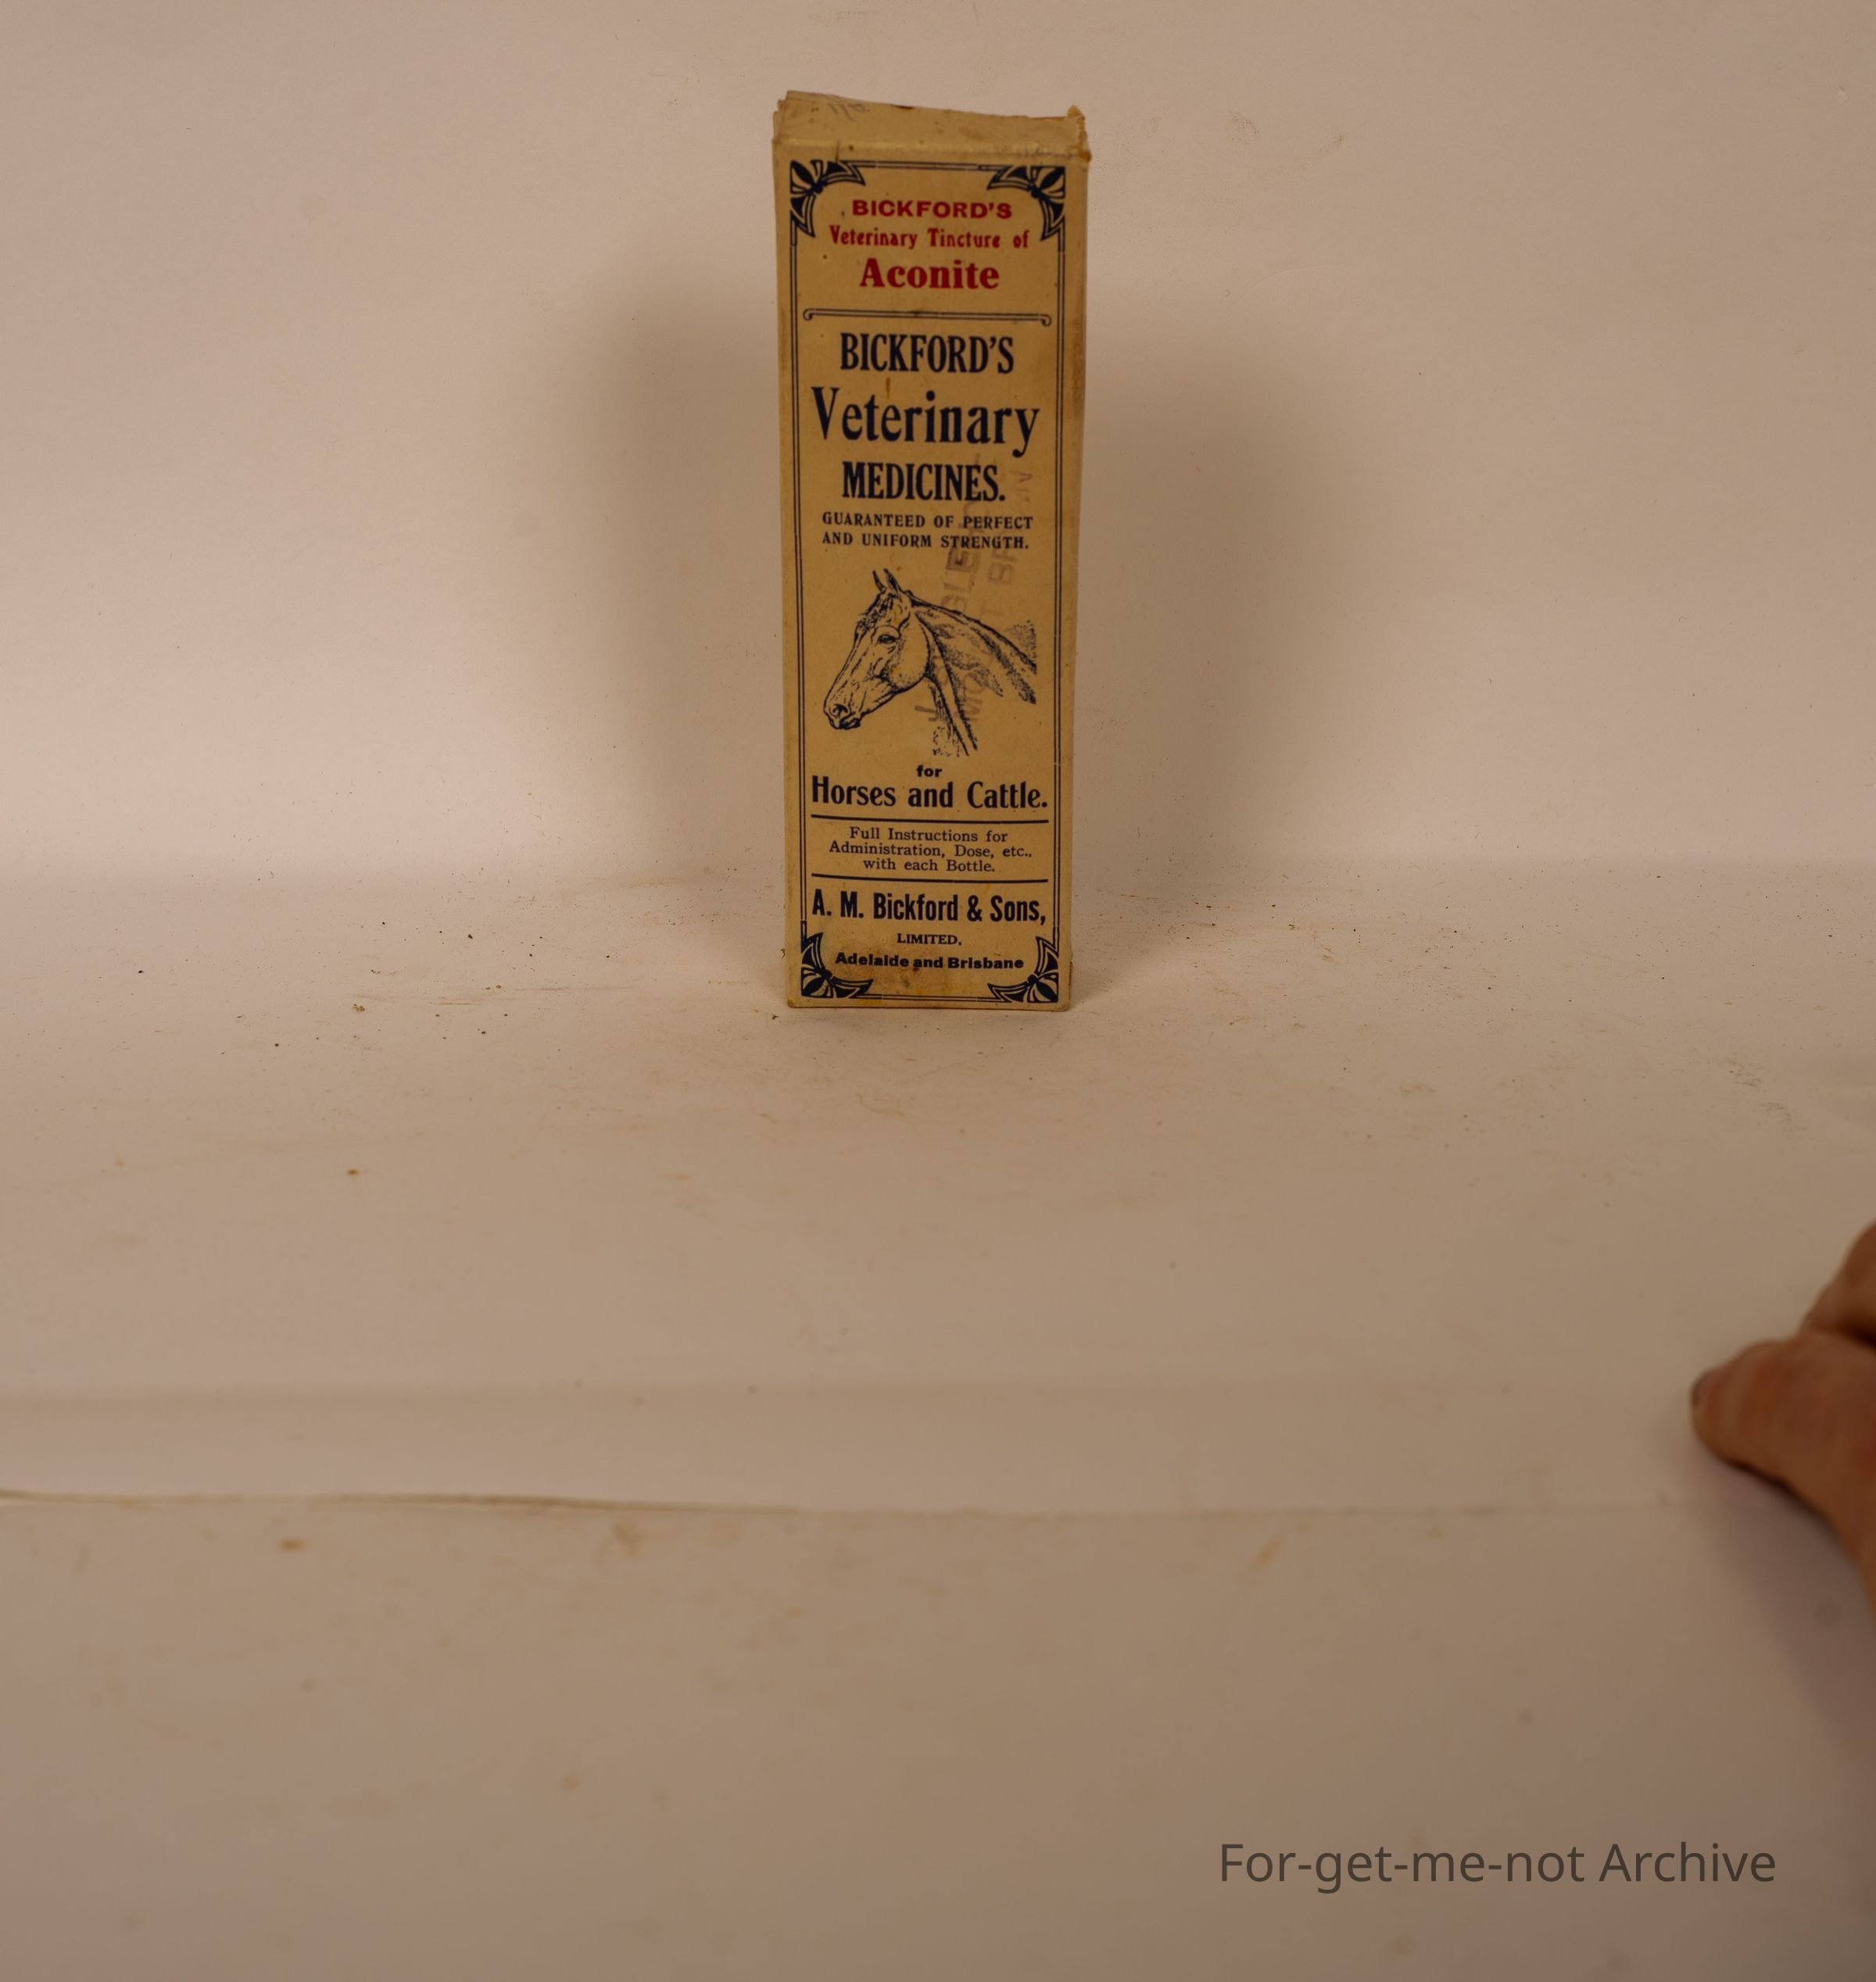 BICKFORD'S
Veterinary Tincture of
Aconite
BICKFORD'S
Veterinary
MEDICINES.
GUARANTEED OF PERFECT
AND UNIFORM STRENGTH.
for
Horses and Cattle.
Full Instructions for
Administration, Dose, etc.,
with each Bottle.
A. M. Bickford & Sons,
LIMITED,
Adelaide and Brisbane
For-get-me-not Archive